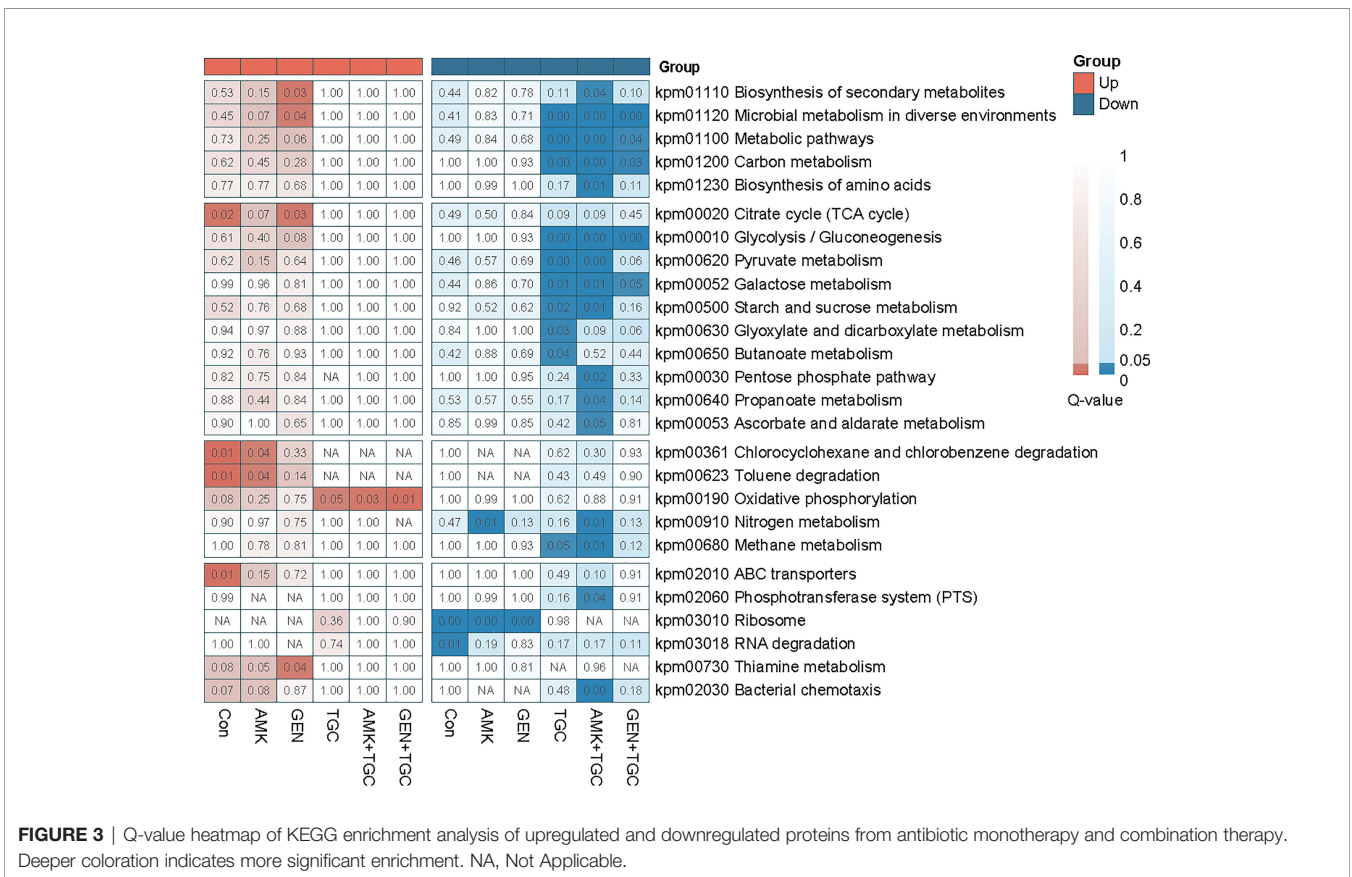 Group
0.53 0.15 0.03 1.00 1.00 1.00 0.44 0.82 0.78 0.11 0.04 0.10 kpm01110 Biosynthesis of secondary metabolites
0.45 0.07 0.04 1.00 1.00 1.00 0.41 0.83 0.71 0.00 0.00 0.00 kpm01120 Microbial metabolism in diverse environments
0.73 0.25 0.06 1.00 1.00 1.00 0.49 0.84 0.68 0.00 0.00 0.04 kpm01100 Metabolic pathways
0.62 0.45 0.28 1.00 1.00 1.00 1.00 1.00 0.93 0.00 0.00 0.03 kpm01200 Carbon metabolism
0.77 0.77 0.68 1.00 1.00 1.00 1.00 0.99 1.00 0.17 0.01 0.11 kpm01230 Biosynthesis of amino acids
0.02 0.07 0.03 1.00 1.00 1.00 0.49 0.50 0.84 0.09 0.09 0.45 kpm00020 Citrate cycle (TCA cycle)
0.61 0.40 0.08 1.00 1.00 1.00 1.00 1.00 0.93 0.00 0.00 0.00 kpm00010 Glycolysis / Gluconeogenesis
0.62 0.15 0.64 1.00 1.00 1.00 0.46 0.57 0.69 0.00 0.00 0.06 kpm00620 Pyruvate metabolism
0.99 0.96 0.81 1.00 1.00 1.00 0.44 0.86 0.70 0.01 0.01 0.05 kpm00052 Galactose metabolism
0.52 0.76 0.68 1.00 1.00 1.00 0.92 0.52 0.62 0.02 0.01 0.16 kpm00500 Starch and sucrose metabolism
0.94 0.97 0.88 1.00 1.00 1.00 0.84 1.00 1.00 0.03 0.09 0.06 kpm00630 Glyoxylate and dicarboxylate metabolism
0.92 0.76 0.93 1.00 1.00 1.00 0.42 0.88 0.69 0.04 0.52 0.44 kpm00650 Butanoate metabolism
0.82 0.75 0.84 NA 1.00 1.00 1.00 1.00 0.95 0.24 0.02 0.33 kpm00030 Pentose phosphate pathway
0.88 0.44 0.84 1.00 1.00 1.00 0.53 0.57 0.55 0.17 0.04 0.14 kpm00640 Propanoate metabolism
0.90 1.00 0.65 1.00 1.00 1.00 0.85 0.99 0.85 0.42 0.05 0.81 kpm00053 Ascorbate and aldarate metabolism
0.01 0.04 0.33 NA NA NA 1.00 NA NA 0.62 0.30 0.93 kpm00361 Chlorocyclohexane and chlorobenzene degradation
0.01 0.04 0.14 NA NA NA 1.00 NA NA 0.43 0.49 0.90 kpm00623 Toluene degradation
0.08 0.25 0.75 0.05 0.03 0.01 1.00 0.99 1.00 0.62 0.88 0.91 kpm00190 Oxidative phosphorylation
0.90 0.97 0.75 1.00 1.00 NA 0.47 0.01 0.13 0.16 0.01 0.13 kpm00910 Nitrogen metabolism
1.00 0.78 0.81 1.00 1.00 1.00 1.00 1.00 0.93 0.05 0.01 0.12 kpm00680 Methane metabolism
0.01 0.15 0.72 1.00 1.00 1.00 1.00 1.00 1.00 0.49 0.10 0.91 kpm02010 ABC transporters
0.99 NA NA 1.00 1.00 1.00 1.00 0.99 1.00 0.16 0.04 0.91 kpm02060 Phosphotransferase system (PTS)
NA NA NA 0.36 1.00 0.90 0.00 0.00 0.00 0.98 NA NA kpm03010 Ribosome
1.00 1.00 NA 0.74 1.00 1.00 0.01 0.19 0.83 0.17 0.17 0.11 kpm03018 RNA degradation
0.08 0.05 0.04 1.00 1.00 1.00 1.00 1.00 0.81 NA 0.96 NA kpm00730 Thiamine metabolism
0.07 0.08 0.87 1.00 1.00 1.00 1.00 NA NA 0.48 0.00 0.18 kpm02030 Bacterial chemotaxis
Con AMK GEN TGC AMK+TGC GEN+TGC Con AMK GEN TGC AMK+TGC GEN+TGC
Group
Up
Down
1
0.8
0.6
0.4
0.2
0.05
0
Q-value
FIGURE 3 | Q-value heatmap of KEGG enrichment analysis of upregulated and downregulated proteins from antibiotic monotherapy and combination therapy.
Deeper coloration indicates more significant enrichment. NA, Not Applicable.